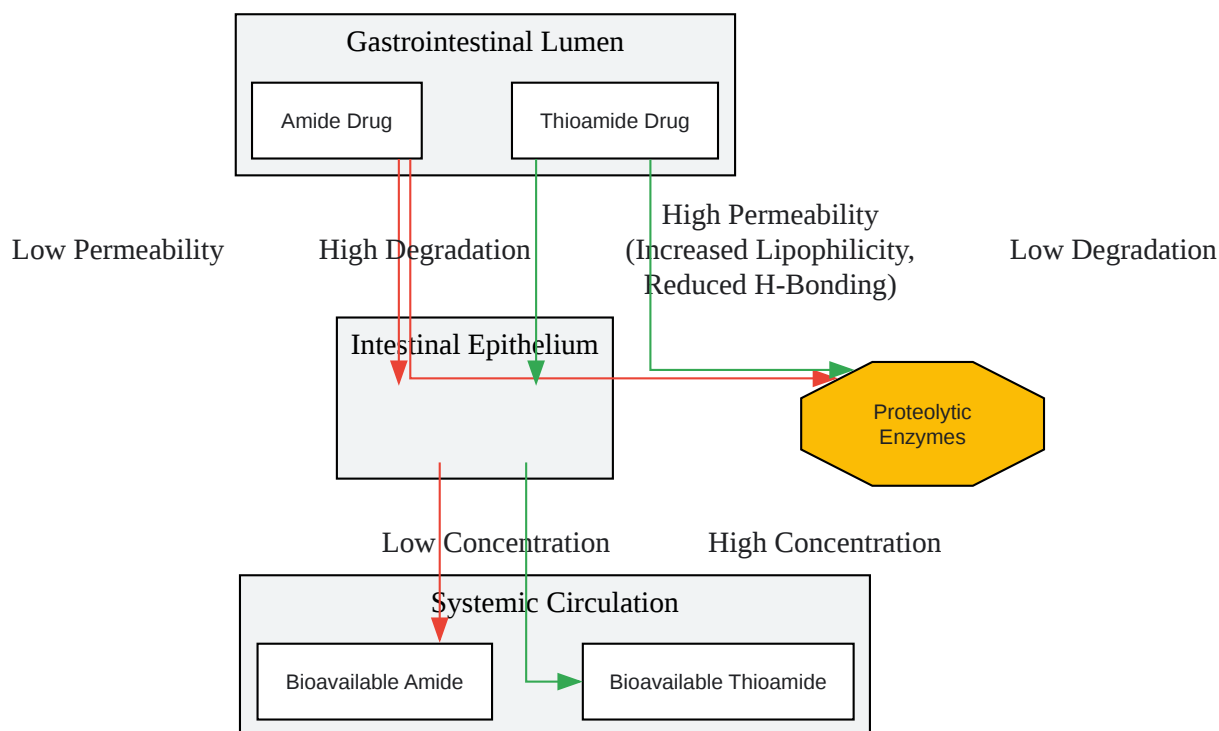 Gastrointestinal Lumen
Amide Drug
Thioamide Drug
Low Permeability
High Degradation
High Permeability
(Increased Lipophilicity,
Reduced H-Bonding)
Low Degradation
Intestinal Epithelium
Proteolytic
Enzymes
Low Concentration
High Concentration
Systemic Circulation
Bioavailable Amide
Bioavailable Thioamide